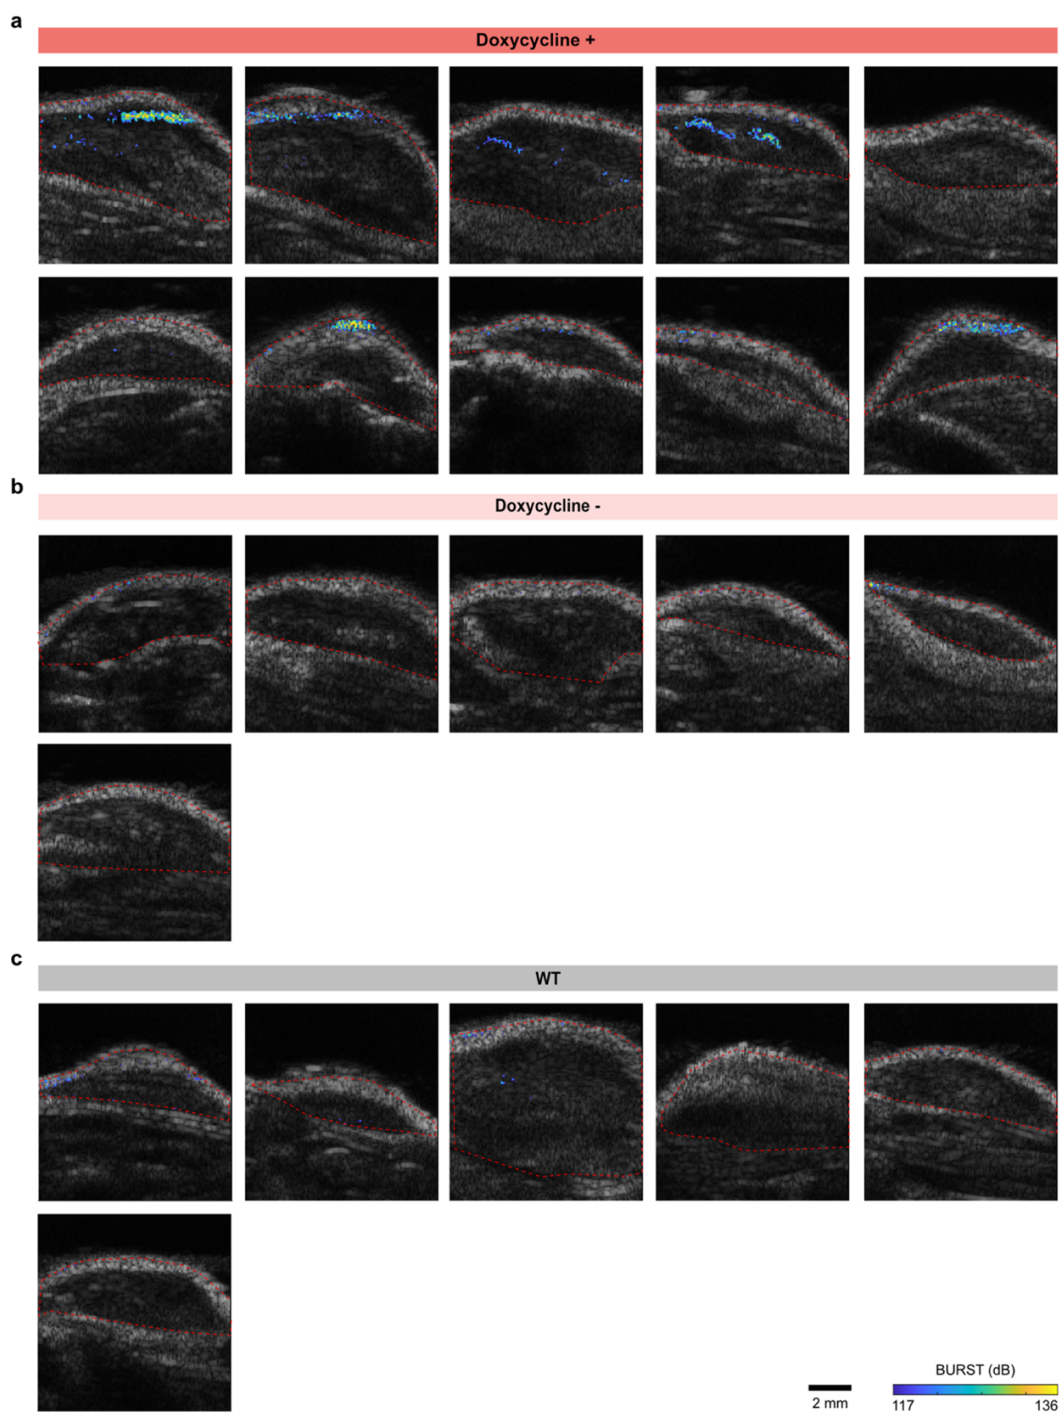 a
Doxycycline +
b
Doxycycline -
c
WT
BURST (dB)
2 mm
117
136